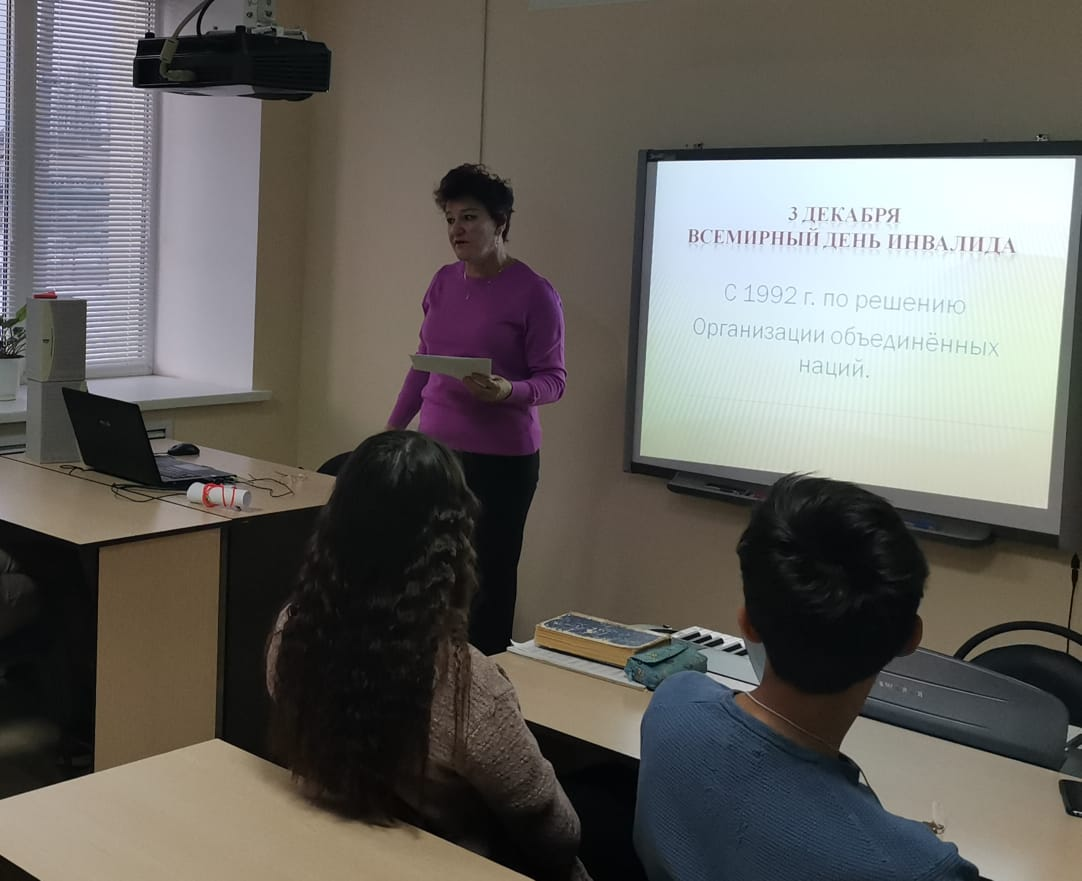 3 ДЕКАБРЯ
ВСЕМИРНЫЙ ДЕНЬ ИНВАЛИДА
С 1992 г. по решению
Организации объединённых
наций.